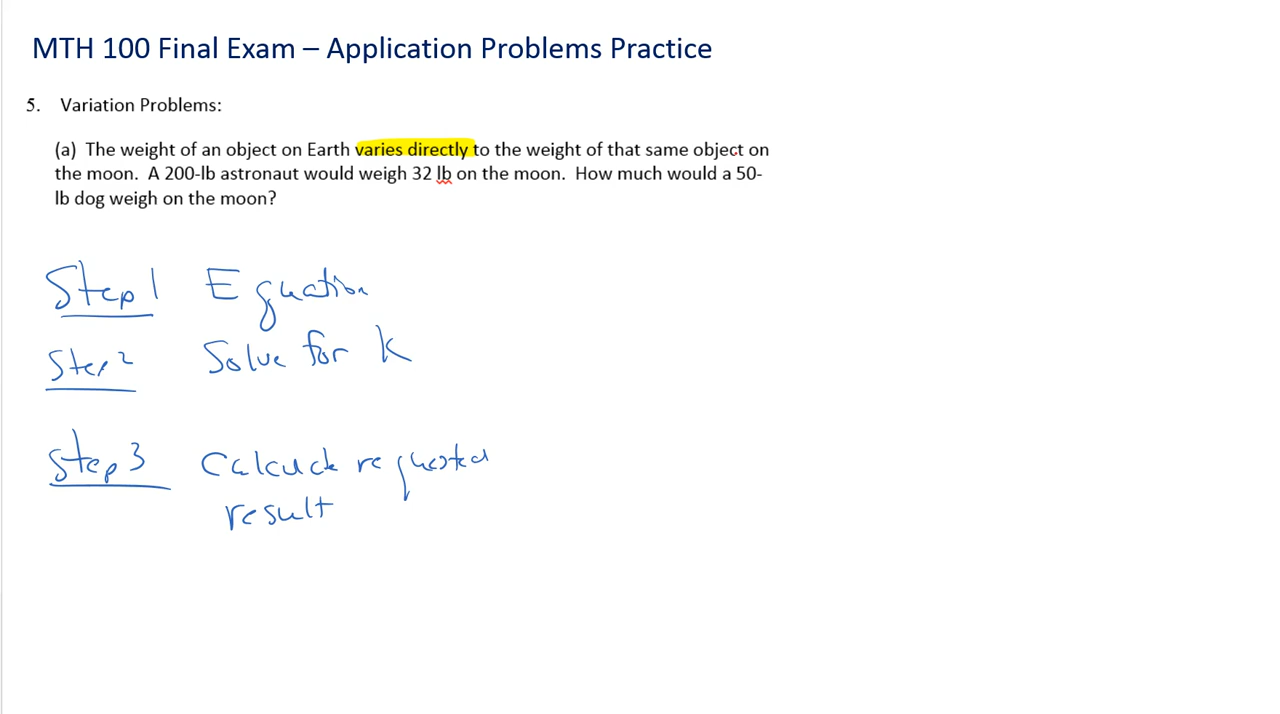 MTH 100 Final Exam – Application Problems Practice
5. Variation Problems:
(a) The weight of an object on Earth varies directly to the weight of that same object on
the moon. A 200-lb astronaut would weigh 32 lb on the moon. How much would a 50-
lb dog weigh on the moon?
Step 1 Equation
Step 2 Solve for k
Step 3 Calculate requested
result